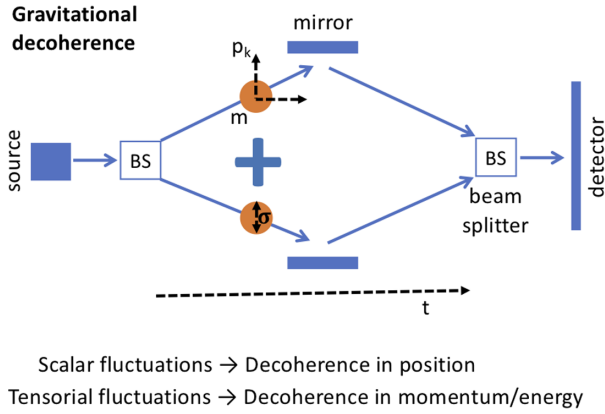 Gravitational
decoherence
mirror
p_k
m
source
BS
σ
BS
beam
splitter
detector
t
Scalar fluctuations → Decoherence in position
Tensorial fluctuations → Decoherence in momentum/energy